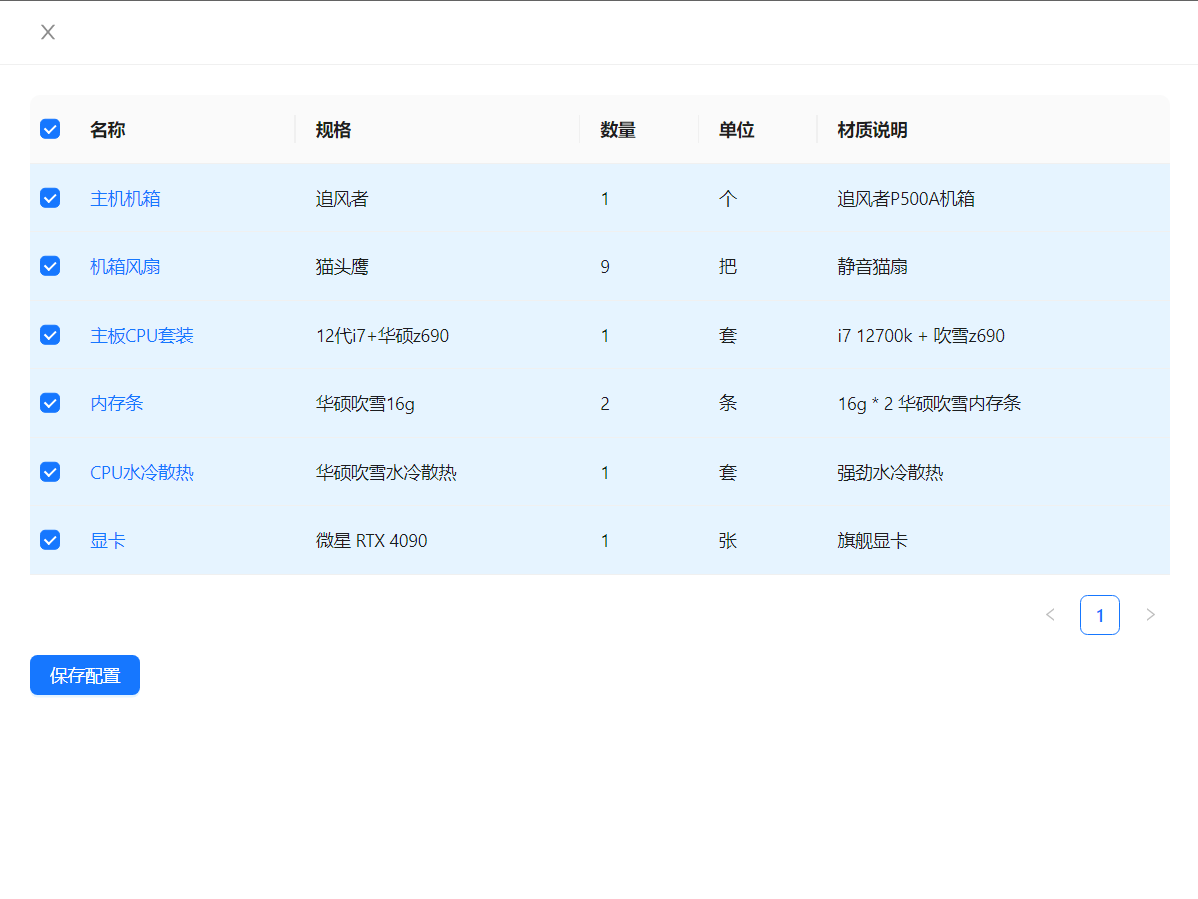 名称 规格 数量 单位 材质说明
主机机箱 追风者 1 个 追风者P500A机箱
机箱风扇 猫头鹰 9 把 静音猫扇
主板CPU套装 12代i7+华硕z690 1 套 i7 12700k + 吹雪z690
内存条 华硕吹雪16g 2 条 16g * 2 华硕吹雪内存条
CPU水冷散热 华硕吹雪水冷散热 1 套 强劲水冷散热
显卡 微星 RTX 4090 1 张 旗舰显卡
1
保存配置